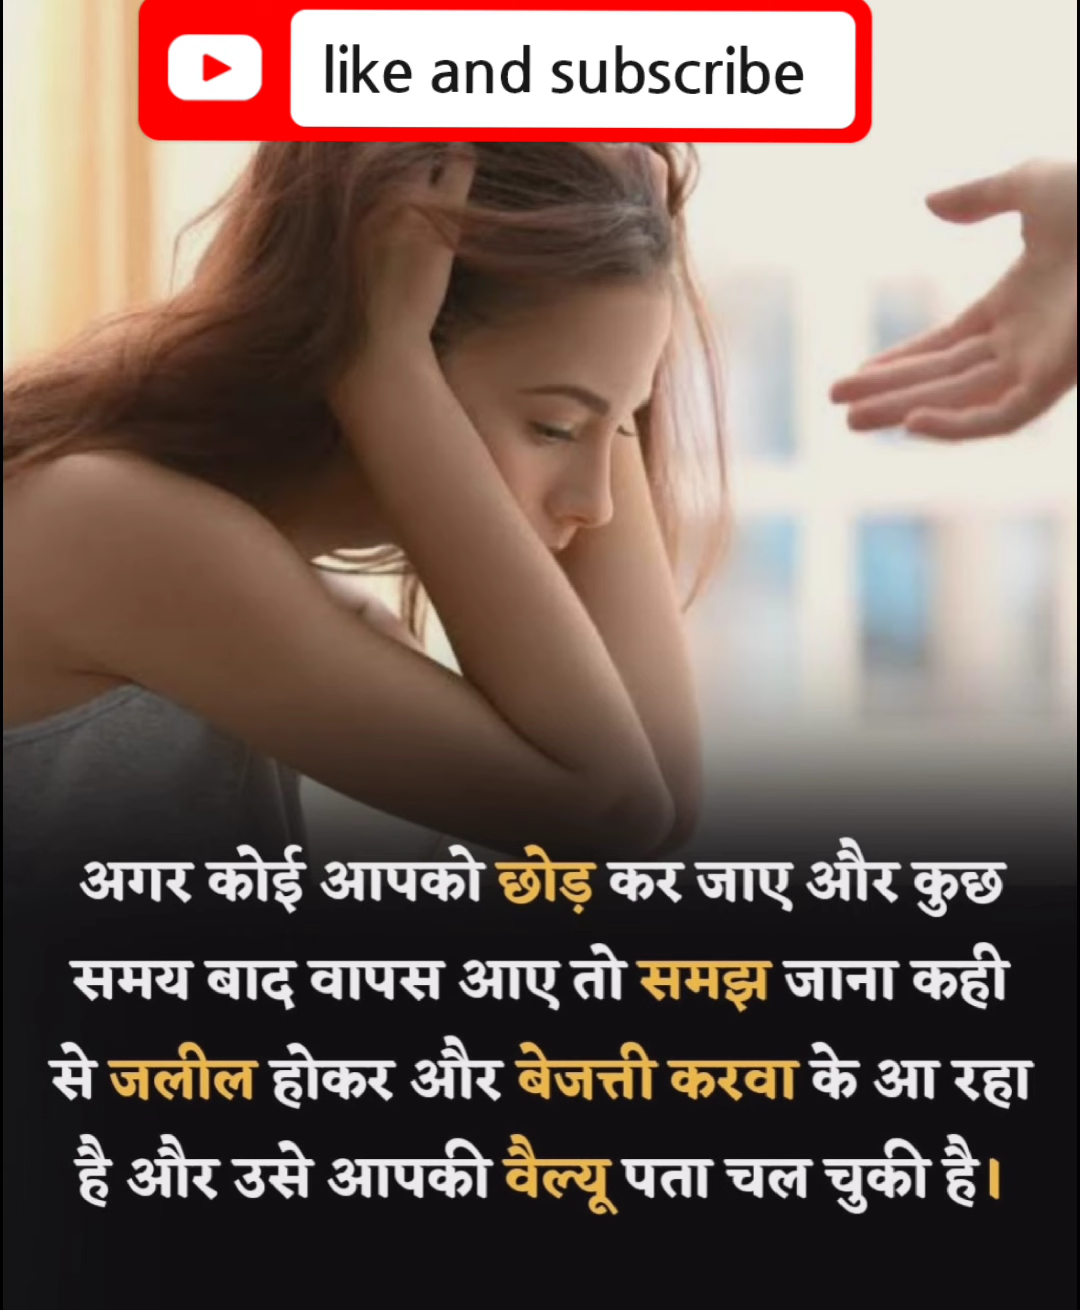 like and subscribe
अगर कोई आपको छोड़ कर जाए और कुछ
समय बाद वापस आए तो समझ जाना कही
से जलील होकर और बेजत्ती करवा के आ रहा
है और उसे आपकी वैल्यू पता चल चुकी है।